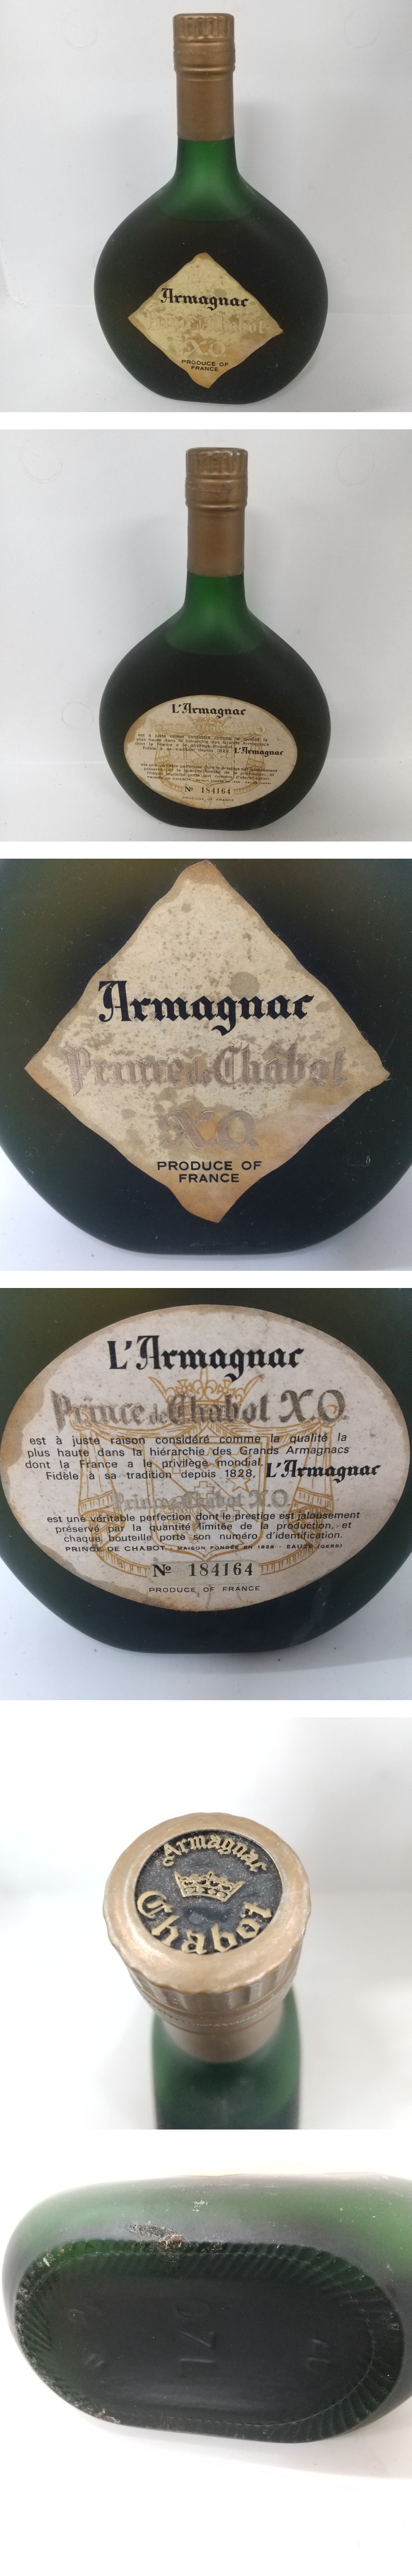 Armagnac
Prince de Chabot
X.O.
PRODUCE OF
FRANCE
L'Armagnac
L'Armagnac
Nº 184164
PRODUCE OF FRANCE
Armagnac
Prince de Chabot
X.O.
PRODUCE OF
FRANCE
L'Armagnac
Prince de Chabot X.O.
est à juste raison considéré comme la qualité la
plus haute dans la hiérarchie des Grands Armagnacs
dont la France a le privilège mondial.
Fidèle à sa tradition depuis 1828, L'Armagnac
Prince de Chabot X.O.
est une véritable perfection dont le prestige est jalousement
préservé par la quantité limitée de la production, et
chaque bouteille porte son numéro d'identification.
PRINCE DE CHABOT - MAISON FONDÉE EN 1828 - EAUZE (GERS)
Nº 184164
PRODUCE OF FRANCE
Armagnac
Chabot